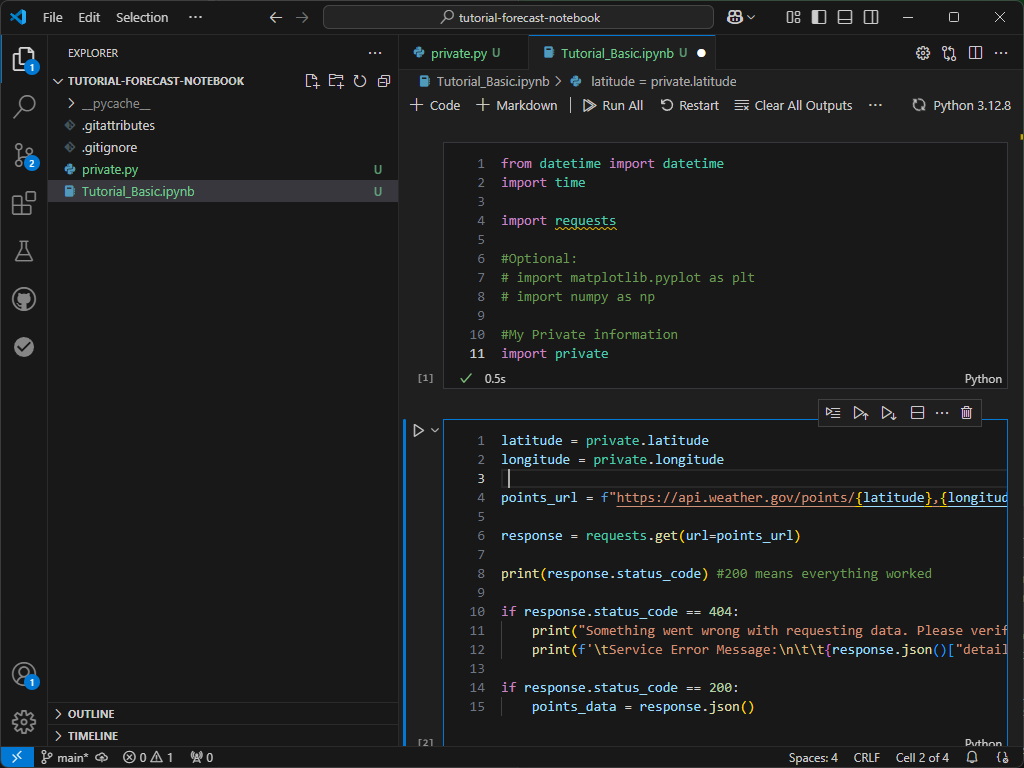 File Edit Selection ··· tutorial-forecast-notebook
EXPLORER ···
TUTORIAL-FORECAST-NOTEBOOK
__pycache__
.gitattributes
.gitignore
private.py U
Tutorial_Basic.ipynb U
OUTLINE
TIMELINE
1
2
1
private.py U Tutorial_Basic.ipynb U
Tutorial_Basic.ipynb > latitude = private.latitude
+ Code + Markdown | Run All Restart Clear All Outputs ··· Python 3.12.8
1 from datetime import datetime
2 import time
3
4 import requests
5
6 #Optional:
7 # import matplotlib.pyplot as plt
8 # import numpy as np
9
10 #My Private information
11 import private
[1] 0.5s Python
1 latitude = private.latitude
2 longitude = private.longitude
3
4 points_url = f"https://api.weather.gov/points/{latitude},{longitud
5
6 response = requests.get(url=points_url)
7
8 print(response.status_code) #200 means everything worked
9
10 if response.status_code == 404:
11 print("Something went wrong with requesting data. Please verif
12 print(f'\tService Error Message:\n\t\t{response.json()["detail
13
14 if response.status_code == 200:
15 points_data = response.json()
[2] Python
main* 0 1 0 Spaces: 4 CRLF Cell 2 of 4